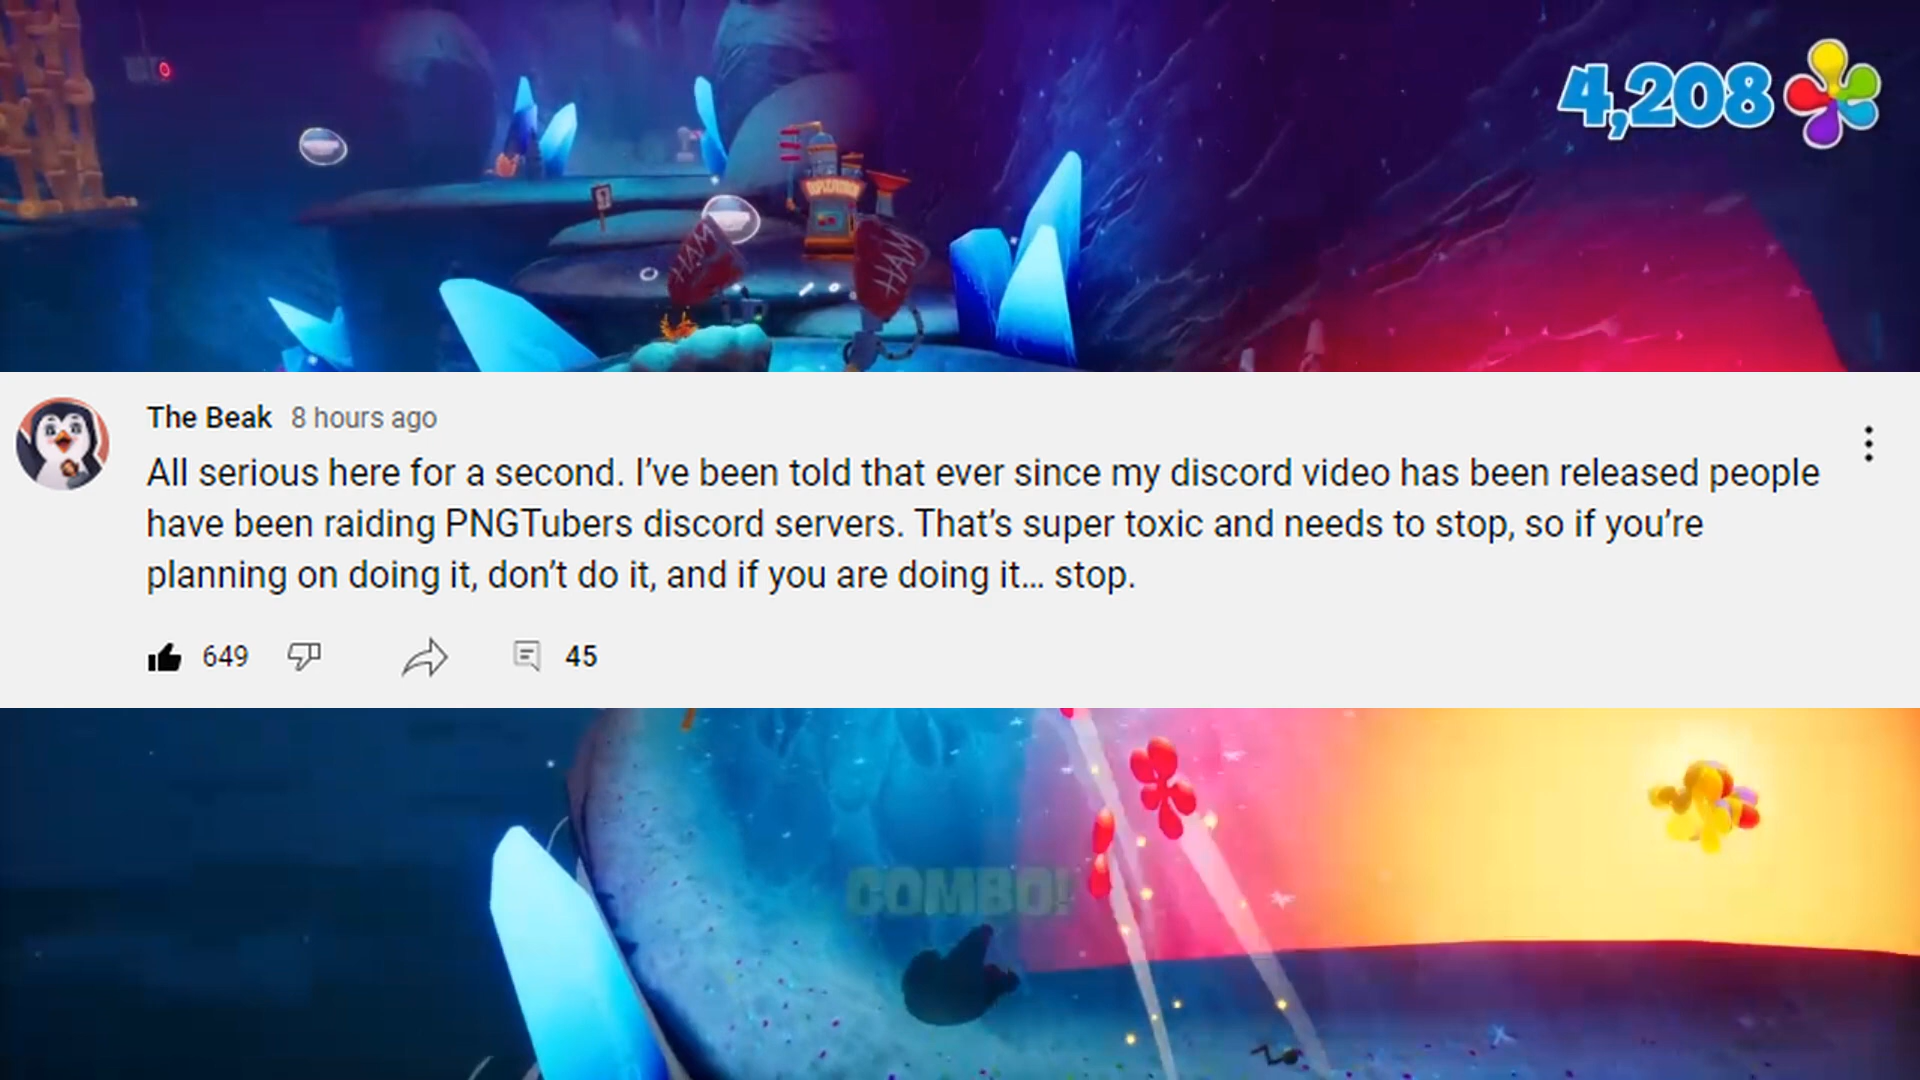 4,208
HAM
HAM
The Beak 8 hours ago
All serious here for a second. I’ve been told that ever since my discord video has been released people
have been raiding PNGTubers discord servers. That’s super toxic and needs to stop, so if you’re
planning on doing it, don’t do it, and if you are doing it... stop.
649
45
COMBO!